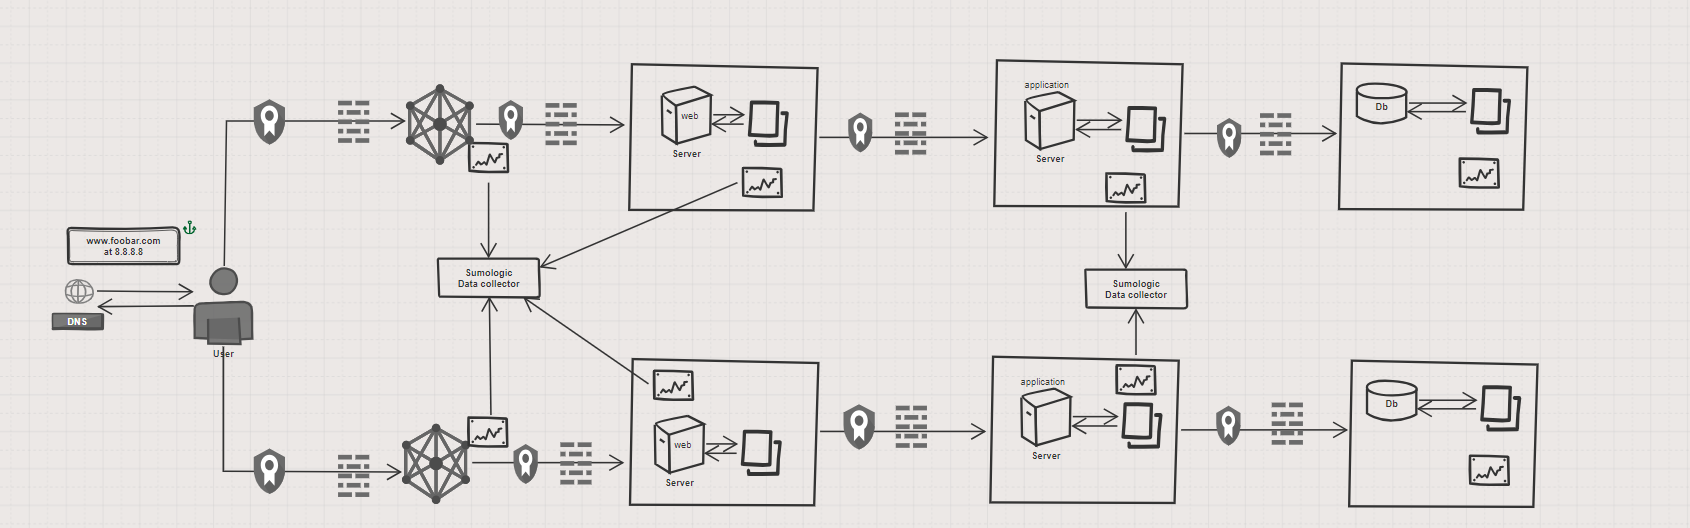 web
Server
application
Server
Db
www.foobar.com
at 8.8.8.8
DNS
User
Sumologic
Data collector
Sumologic
Data collector
web
Server
application
Server
Db